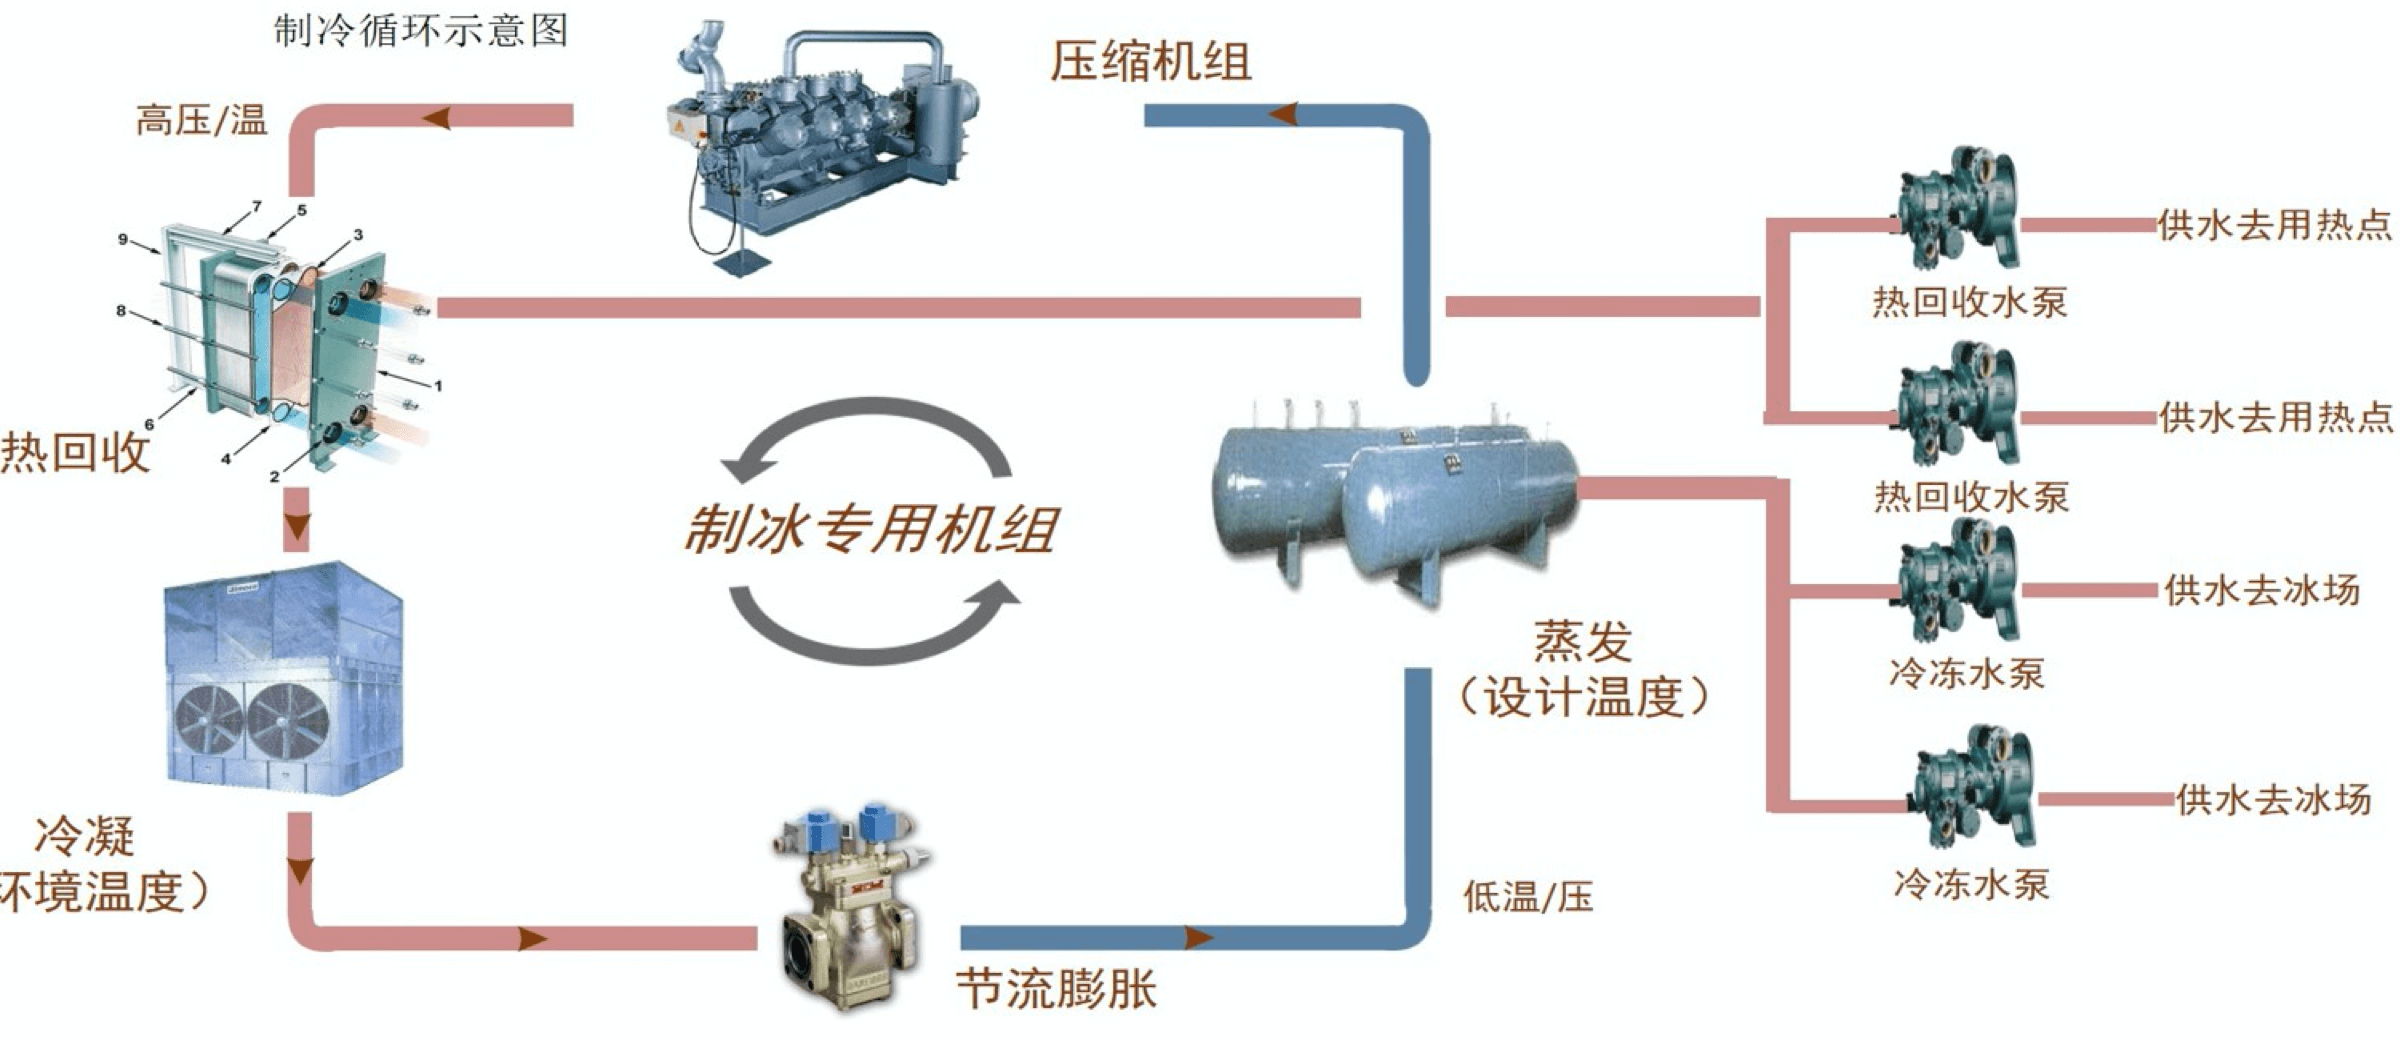 制冷循环示意图
压缩机组
高压/温
7
5
9
3
8
1
6
4
2
热回收
供水去用热点
热回收水泵
供水去用热点
热回收水泵
制冰专用机组
供水去冰场
冷冻水泵
蒸发
（设计温度）
供水去冰场
冷冻水泵
冷凝
环境温度）
低温/压
节流膨胀